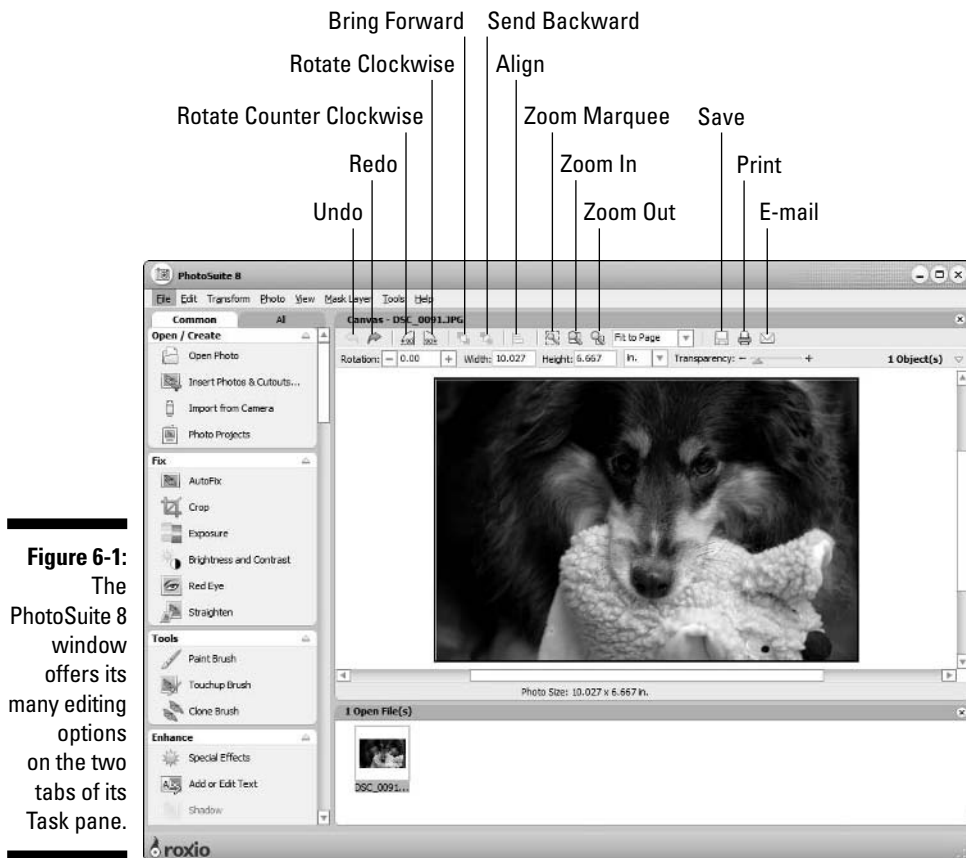 Bring Forward Send Backward
Rotate Clockwise Align
Rotate Counter Clockwise Zoom Marquee Save
Redo Zoom In Print
Undo Zoom Out E-mail
PhotoSuite 8
File Edit Transform Photo View Mask Layer Tools Help
Common All
Canvas - DSC_0091.JPG
Open / Create
Open Photo
Insert Photos & Cutouts...
Import from Camera
Photo Projects
+90 90+
Fit to Page
Rotation: - 0.00 + Width: 10.027 Height: 6.667 in. Transparency: - + 1 Object(s)
Fix
AutoFix
Crop
Exposure
Brightness and Contrast
Red Eye
Straighten
Tools
Paint Brush
Touchup Brush
Clone Brush
Enhance
Special Effects
Add or Edit Text
Shadow
Photo Size: 10.027 x 6.667 in.
1 Open File(s)
DSC_0091...
roxio
Figure 6-1:
The
PhotoSuite 8
window
offers its
many editing
options
on the two
tabs of its
Task pane.